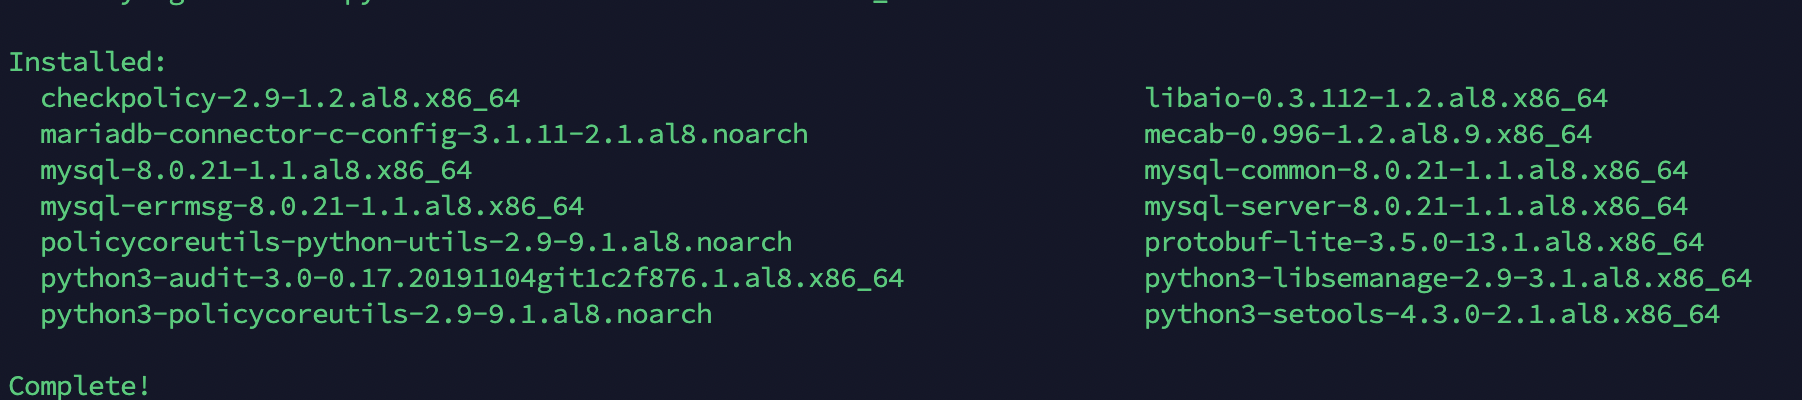 Installed:
checkpolicy-2.9-1.2.al8.x86_64 libaio-0.3.112-1.2.al8.x86_64
mariadb-connector-c-config-3.1.11-2.1.al8.noarch mecab-0.996-1.2.al8.9.x86_64
mysql-8.0.21-1.1.al8.x86_64 mysql-common-8.0.21-1.1.al8.x86_64
mysql-errmsg-8.0.21-1.1.al8.x86_64 mysql-server-8.0.21-1.1.al8.x86_64
policycoreutils-python-utils-2.9-9.1.al8.noarch protobuf-lite-3.5.0-13.1.al8.x86_64
python3-audit-3.0-0.17.20191104git1c2f876.1.al8.x86_64 python3-libsemanage-2.9-3.1.al8.x86_64
python3-policycoreutils-2.9-9.1.al8.noarch python3-setools-4.3.0-2.1.al8.x86_64
Complete!